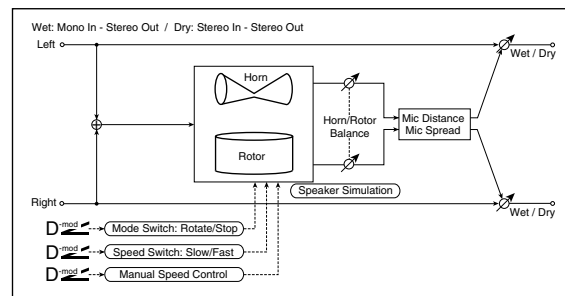 Wet: Mono In - Stereo Out / Dry: Stereo In - Stereo Out
Left
Wet / Dry
Horn
Horn/Rotor
Balance
Mic Distance
Mic Spread
Rotor
Speaker Simulation
Right
Wet / Dry
D-mod Mode Switch: Rotate/Stop
D-mod Speed Switch: Slow/Fast
D-mod Manual Speed Control